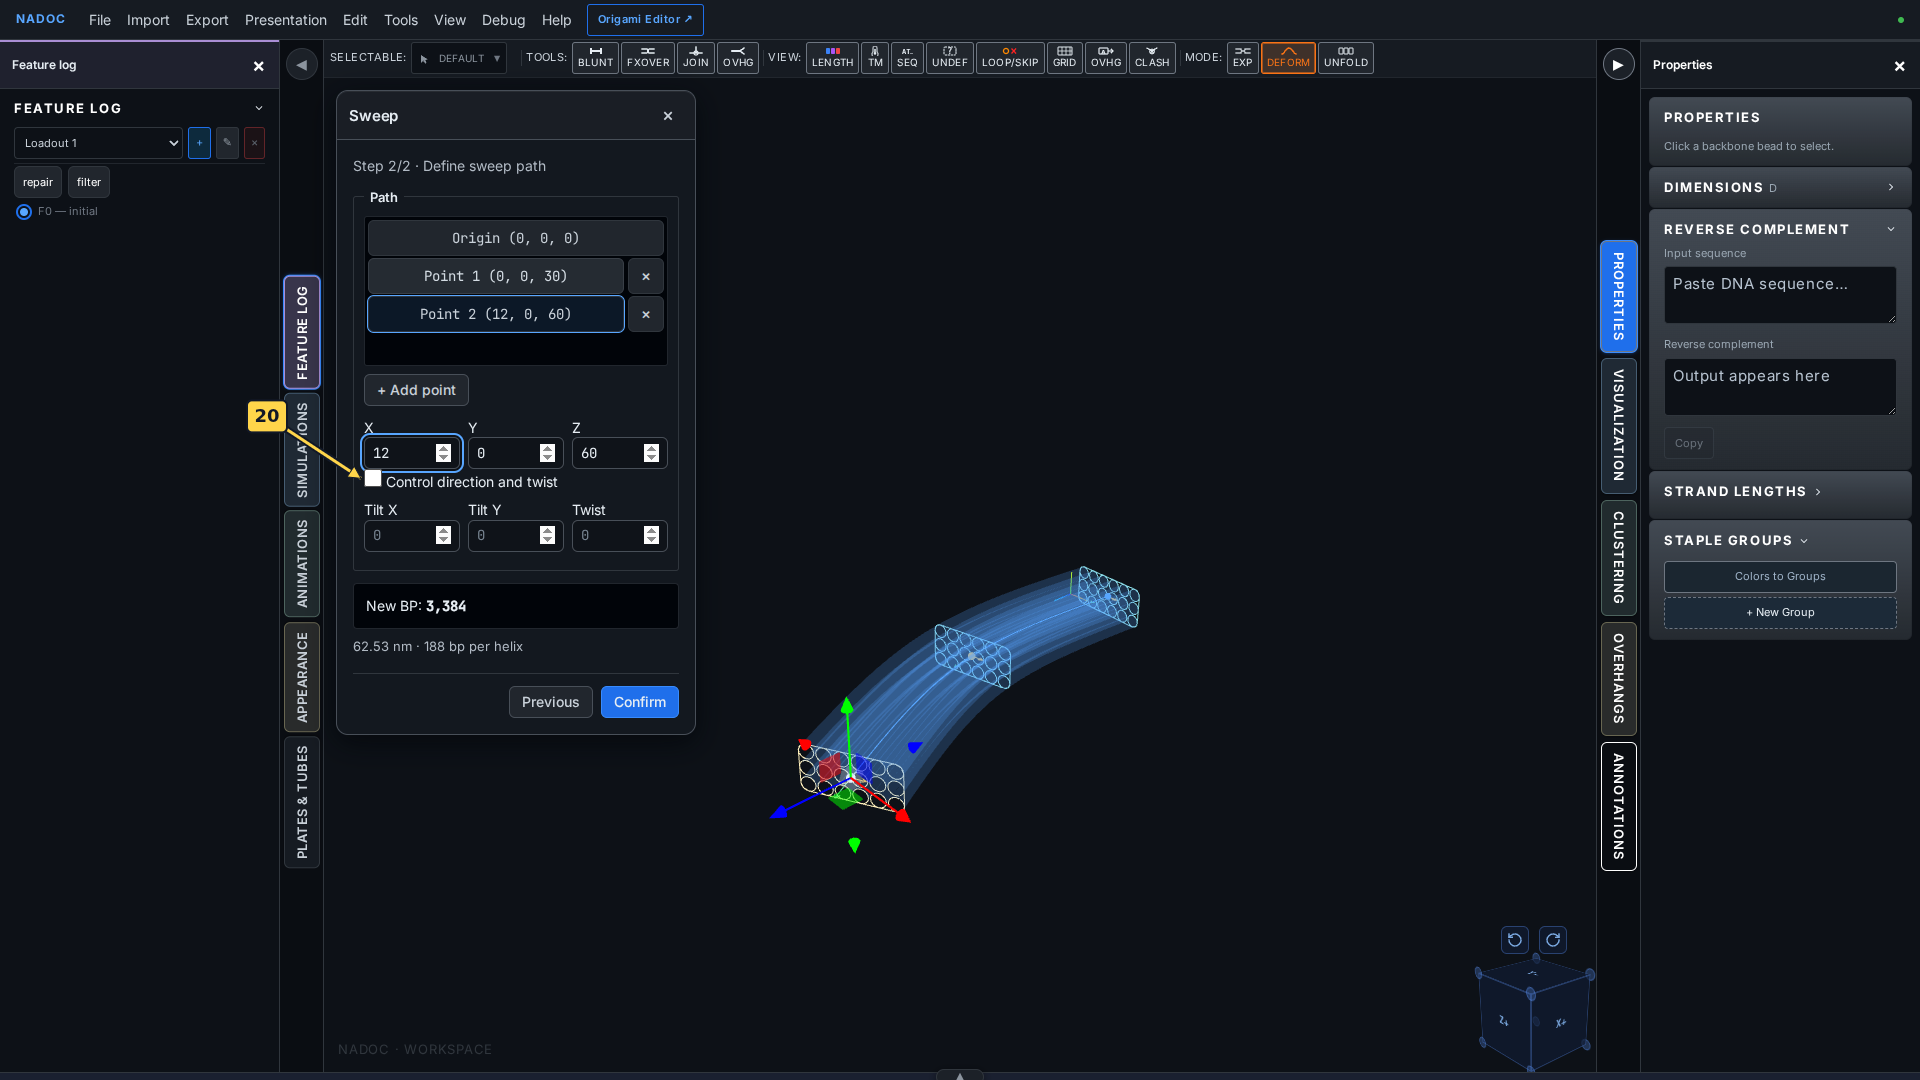 NADOC File Import Export Presentation Edit Tools View Debug Help Origami Editor ↗
Feature log ×
SELECTABLE: DEFAULT ▾ TOOLS: BLUNT FXOVER JOIN OVHG VIEW: LENGTH TM SEQ UNDEF LOOP/SKIP GRID OVHG CLASH MODE: EXP DEFORM UNFOLD
FEATURE LOG
Loadout 1 + ✎ ×
repair filter
F0 — initial
FEATURE LOG
SIMULATIONS
ANIMATIONS
APPEARANCE
PLATES & TUBES
Sweep ×
Step 2/2 · Define sweep path
Path
Origin (0, 0, 0)
Point 1 (0, 0, 30) ×
Point 2 (12, 0, 60) ×
+ Add point
20
X Y Z
12 0 60
Control direction and twist
Tilt X Tilt Y Twist
0 0 0
New BP: 3,384
62.53 nm · 188 bp per helix
Previous Confirm
NADOC · WORKSPACE
Z+ X+
PROPERTIES
VISUALIZATION
CLUSTERING
OVERHANGS
ANNOTATIONS
Properties ×
PROPERTIES
Click a backbone bead to select.
DIMENSIONS D
REVERSE COMPLEMENT
Input sequence
Paste DNA sequence...
Reverse complement
Output appears here
Copy
STRAND LENGTHS
STAPLE GROUPS
Colors to Groups
+ New Group